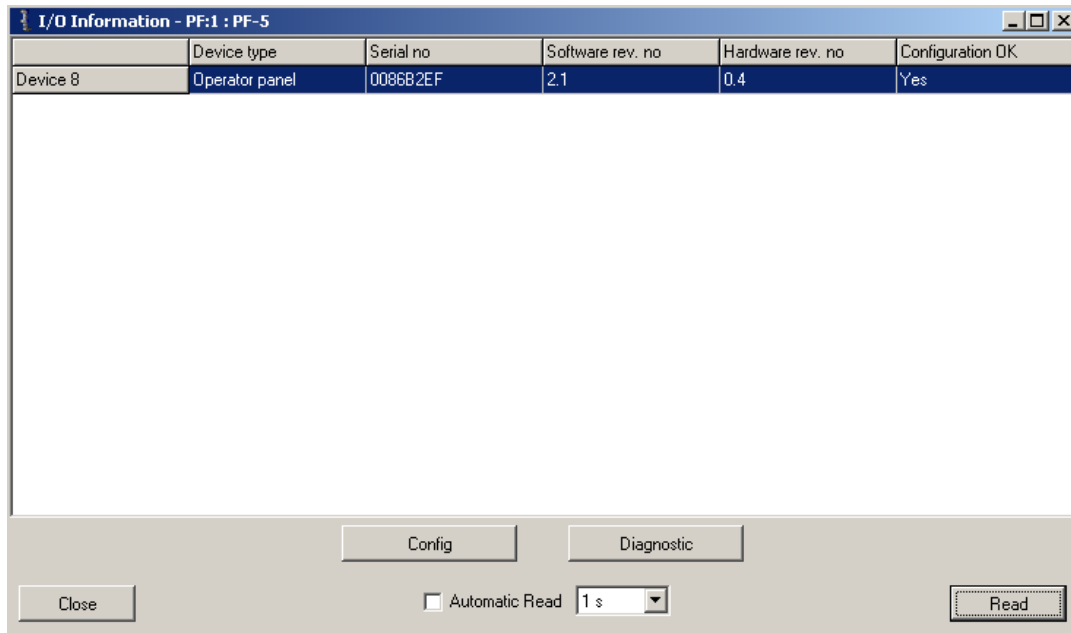 I/O Information - PF:1 : PF-5
Device type Serial no Software rev. no Hardware rev. no Configuration OK
Device 8 Operator panel 0086B2EF 2.1 0.4 Yes
Config Diagnostic
Close Automatic Read 1 s Read